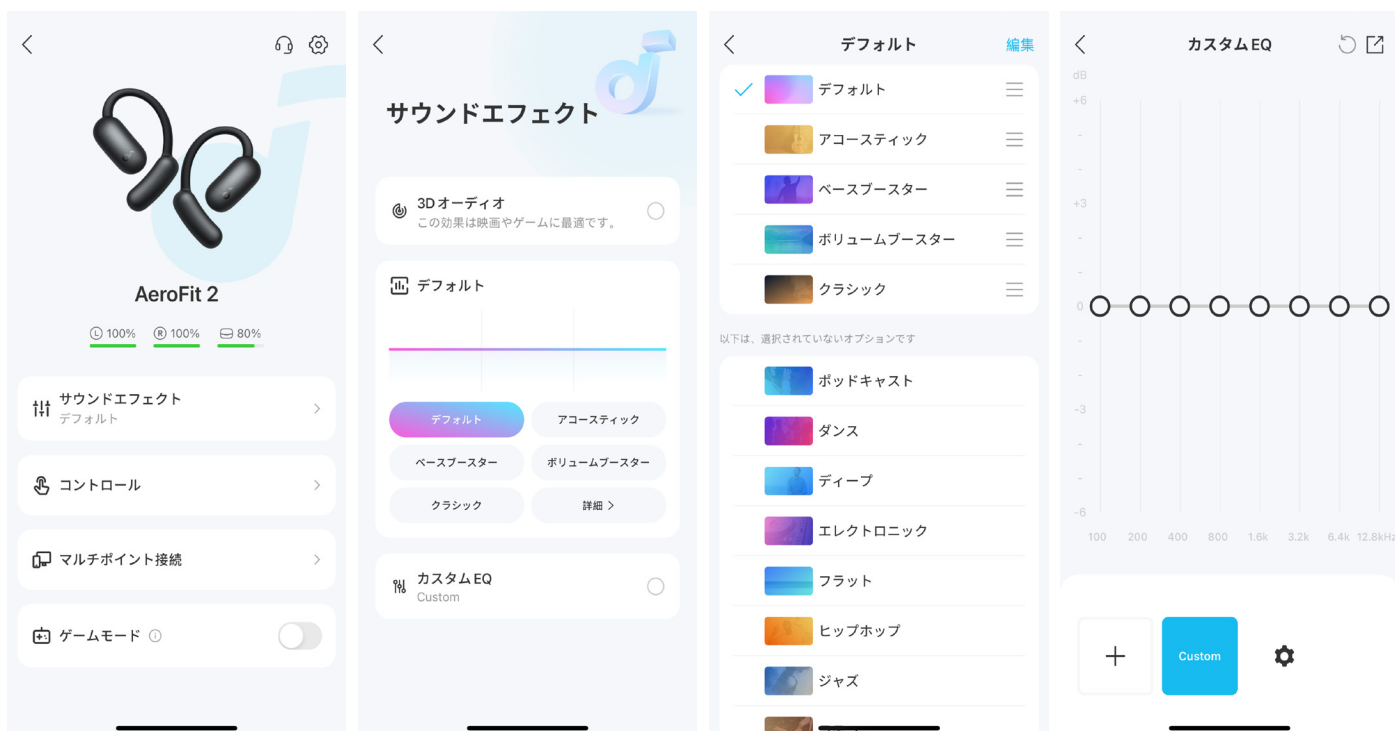 AeroFit 2
L 100%
R 100%
80%
サウンドエフェクト
デフォルト
コントロール
マルチポイント接続
ゲームモード
サウンドエフェクト
3Dオーディオ
この効果は映画やゲームに最適です。
デフォルト
デフォルト
アコースティック
ベースブースター
ボリュームブースター
クラシック
詳細 >
カスタムEQ
Custom
デフォルト
編集
デフォルト
アコースティック
ベースブースター
ボリュームブースター
クラシック
以下は、選択されていないオプションです
ポッドキャスト
ダンス
ディープ
エレクトロニック
フラット
ヒップホップ
ジャズ
カスタムEQ
dB
+6
-
-
+3
-
-
0
-
-
-3
-
-
-6
100 200 400 800 1.6k 3.2k 6.4k 12.8kHz
Custom